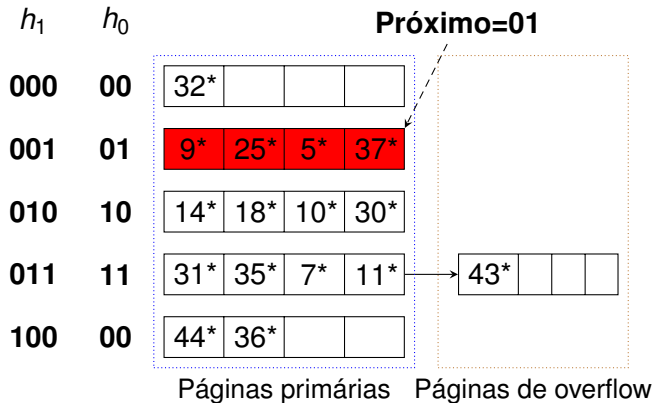 h1 h0 Próximo=01
000 00 32*
001 01 9* 25* 5* 37*
010 10 14* 18* 10* 30*
011 11 31* 35* 7* 11* 43*
100 00 44* 36*
Páginas primárias Páginas de overflow